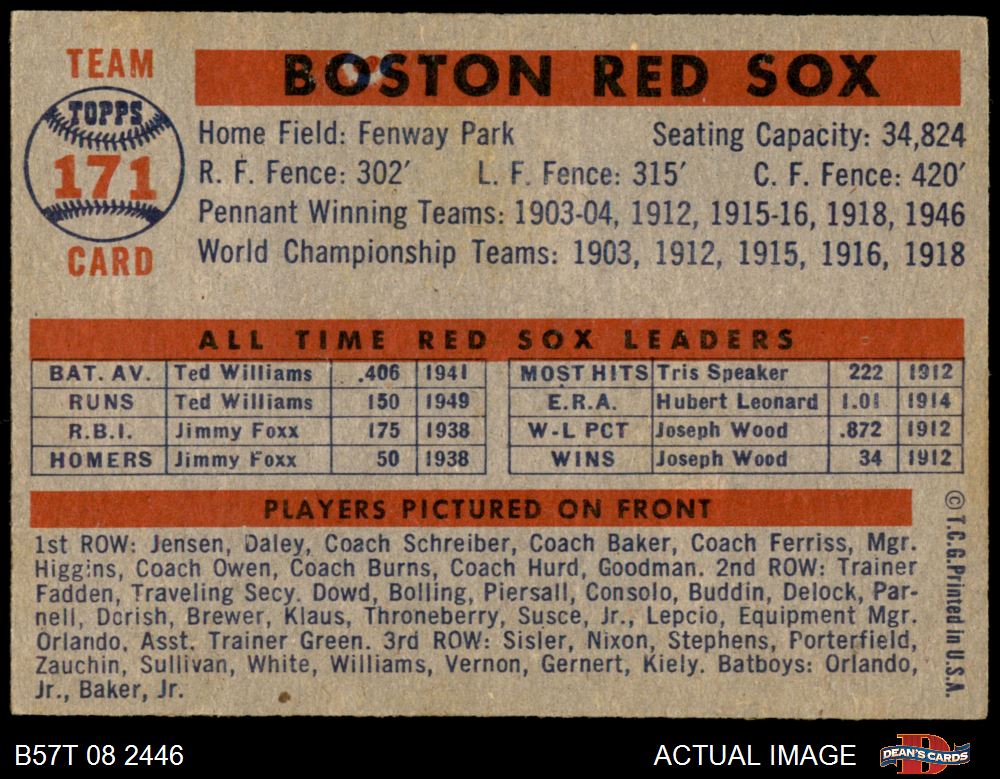 TEAM
TOPPS
171
CARD
BOSTON RED SOX
Home Field: Fenway Park Seating Capacity: 34,824
R. F. Fence: 302′ L. F. Fence: 315′ C. F. Fence: 420′
Pennant Winning Teams: 1903-04, 1912, 1915-16, 1918, 1946
World Championship Teams: 1903, 1912, 1915, 1916, 1918
ALL TIME RED SOX LEADERS
BAT. AV. Ted Williams .406 1941 MOST HITS Tris Speaker 222 1912
RUNS Ted Williams 150 1949 E.R.A. Hubert Leonard 1.01 1914
R.B.I. Jimmy Foxx 175 1938 W-L PCT Joseph Wood .872 1912
HOMERS Jimmy Foxx 50 1938 WINS Joseph Wood 34 1912
PLAYERS PICTURED ON FRONT
1st ROW: Jensen, Daley, Coach Schreiber, Coach Baker, Coach Ferriss, Mgr.
Higgins, Coach Owen, Coach Burns, Coach Hurd, Goodman. 2nd ROW: Trainer
Fadden, Traveling Secy. Dowd, Bolling, Piersall, Consolo, Buddin, Delock, Par-
nell, Dorish, Brewer, Klaus, Throneberry, Susce, Jr., Lepcio, Equipment Mgr.
Orlando, Asst. Trainer Green. 3rd ROW: Sisler, Nixon, Stephens, Porterfield,
Zauchin, Sullivan, White, Williams, Vernon, Gernert, Kiely. Batboys: Orlando,
Jr., Baker, Jr.
© T.C.G. Printed in U.S.A.
B57T 08 2446 ACTUAL IMAGE DEAN'S CARDS